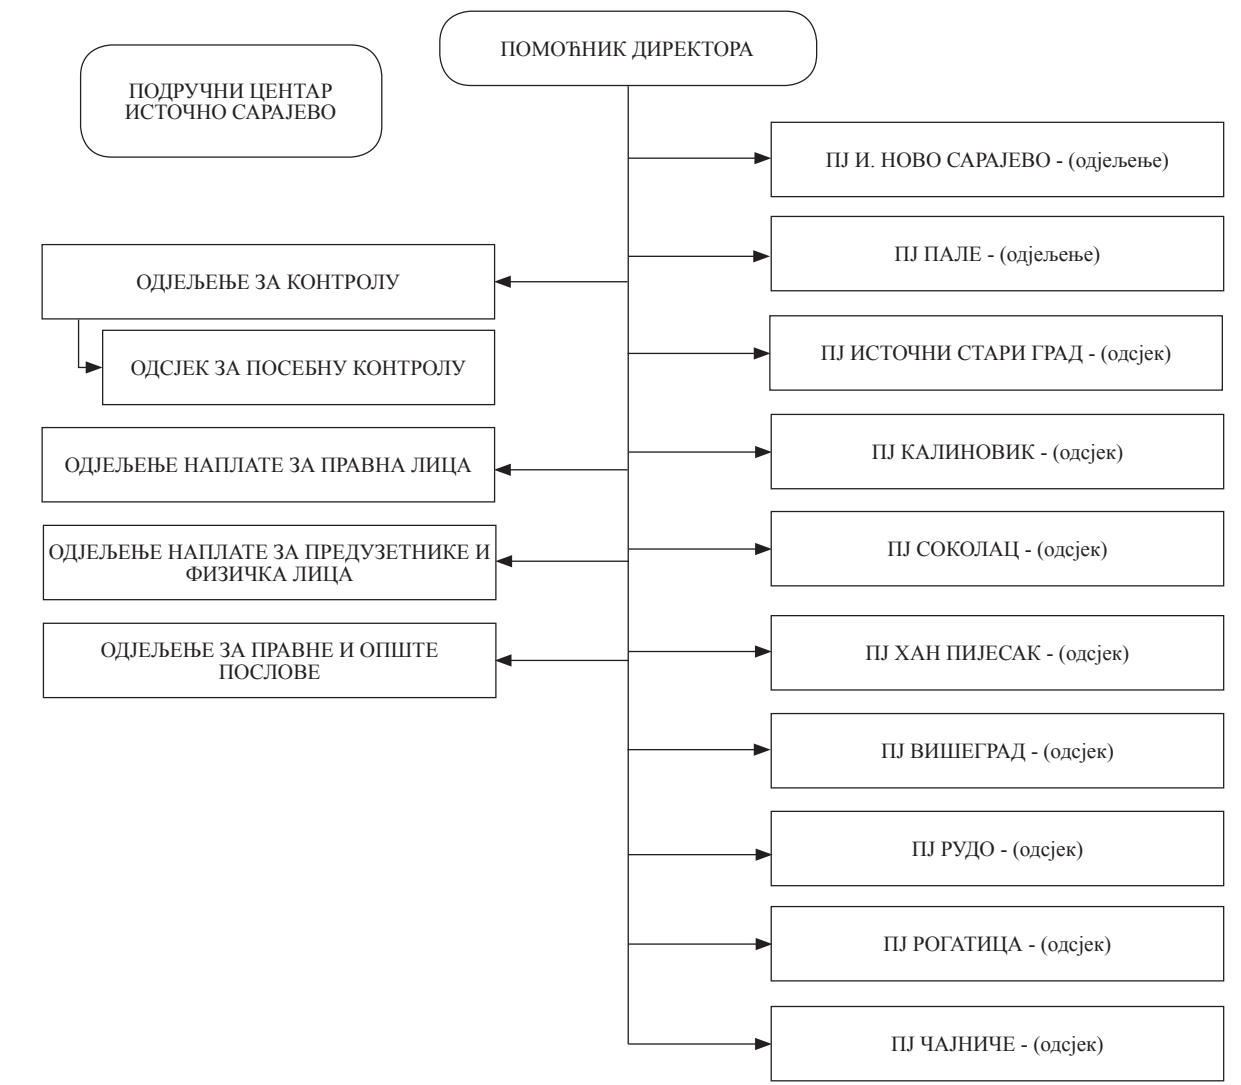 ПОМОЋНИК ДИРЕКТОРА
ПОДРУЧНИ ЦЕНТАР
ИСТОЧНО САРАЈЕВО
ОДЈЕЉЕЊЕ ЗА КОНТРОЛУ
ОДСЈЕК ЗА ПОСЕБНУ КОНТРОЛУ
ОДЈЕЉЕЊЕ НАПЛАТЕ ЗА ПРАВНА ЛИЦА
ОДЈЕЉЕЊЕ НАПЛАТЕ ЗА ПРЕДУЗЕТНИКЕ И
ФИЗИЧКА ЛИЦА
ОДЈЕЉЕЊЕ ЗА ПРАВНЕ И ОПШТЕ
ПОСЛОВЕ
ПЈ И. НОВО САРАЈЕВО - (одјељење)
ПЈ ПАЛЕ - (одјељење)
ПЈ ИСТОЧНИ СТАРИ ГРАД - (одсјек)
ПЈ КАЛИНОВИК - (одсјек)
ПЈ СОКОЛАЦ - (одсјек)
ПЈ ХАН ПИЈЕСАК - (одсјек)
ПЈ ВИШЕГРАД - (одсјек)
ПЈ РУДО - (одсјек)
ПЈ РОГАТИЦА - (одсјек)
ПЈ ЧАЈНИЧЕ - (одсјек)